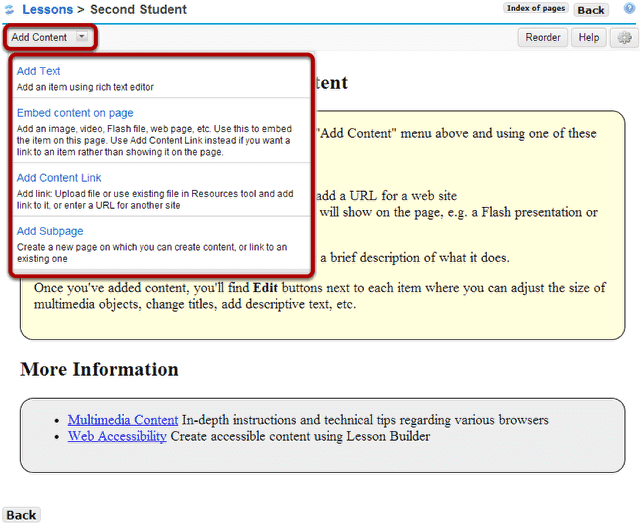 Lessons > Second Student
Index of pages
Back
?
Add Content
Reorder
Help
Add Text
Add an item using rich text editor
Embed content on page
Add an image, video, Flash file, web page, etc. Use this to embed
the item on this page. Use Add Content Link instead if you want a
link to an item rather than showing it on the page.
Add Content Link
Add link: Upload file or use existing file in Resources tool and add
link to it, or enter a URL for another site
Add Subpage
Create a new page on which you can create content, or link to an
existing one
"Add Content" menu above and using one of these
add a URL for a web site
will show on the page, e.g. a Flash presentation or
a brief description of what it does.
Once you've added content, you'll find Edit buttons next to each item where you can adjust the size of
multimedia objects, change titles, add descriptive text, etc.
More Information
Multimedia Content In-depth instructions and technical tips regarding various browsers
Web Accessibility Create accessible content using Lesson Builder
Back